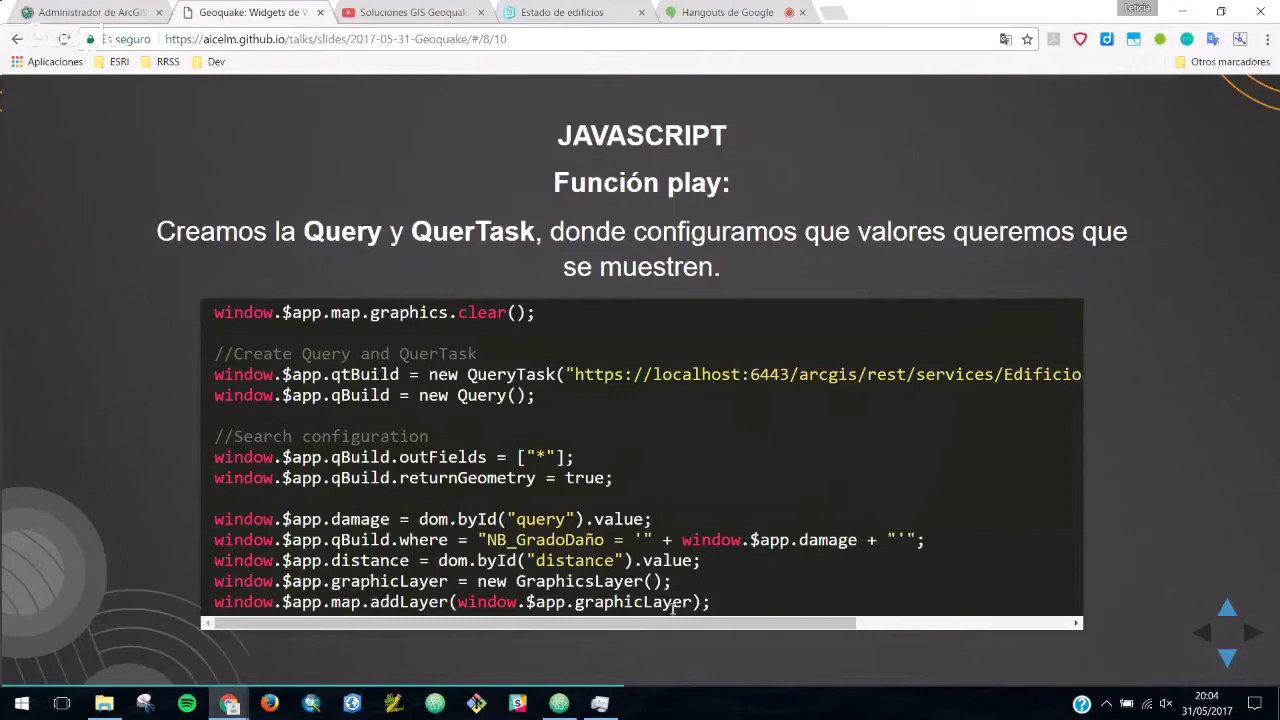 Administrador de ArcGIS
Geoquake: Widgets de V
Soluciones GIS Geoquak
Estado de edificios
Hangouts de Google
Leticia
Es seguro
https://aicelm.github.io/talks/slides/2017-05-31-Geoquake/#/8/10
Aplicaciones
ESRI
RRSS
Dev
Otros marcadores
JAVASCRIPT
Función play:
Creamos la Query y QuerTask, donde configuramos que valores queremos que
se muestren.
window.$app.map.graphics.clear();
//Create Query and QuerTask
window.$app.qtBuild = new QueryTask("https://localhost:6443/arcgis/rest/services/Edificio
window.$app.qBuild = new Query();
//Search configuration
window.$app.qBuild.outFields = ["*"];
window.$app.qBuild.returnGeometry = true;
window.$app.damage = dom.byId("query").value;
window.$app.qBuild.where = "NB_GradoDaño = '" + window.$app.damage + "'";
window.$app.distance = dom.byId("distance").value;
window.$app.graphicLayer = new GraphicsLayer();
window.$app.map.addLayer(window.$app.graphicLayer);
20:04
31/05/2017